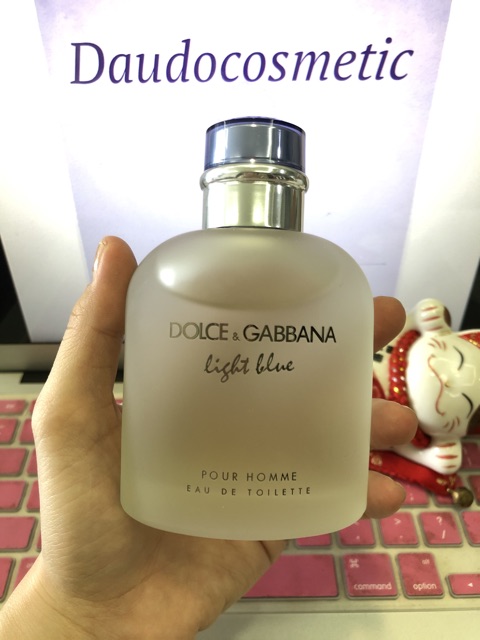 Daudocosmetic
DOLCE & GABBANA
light blue
POUR HOMME
EAU DE TOILETTE
⌘
command
option